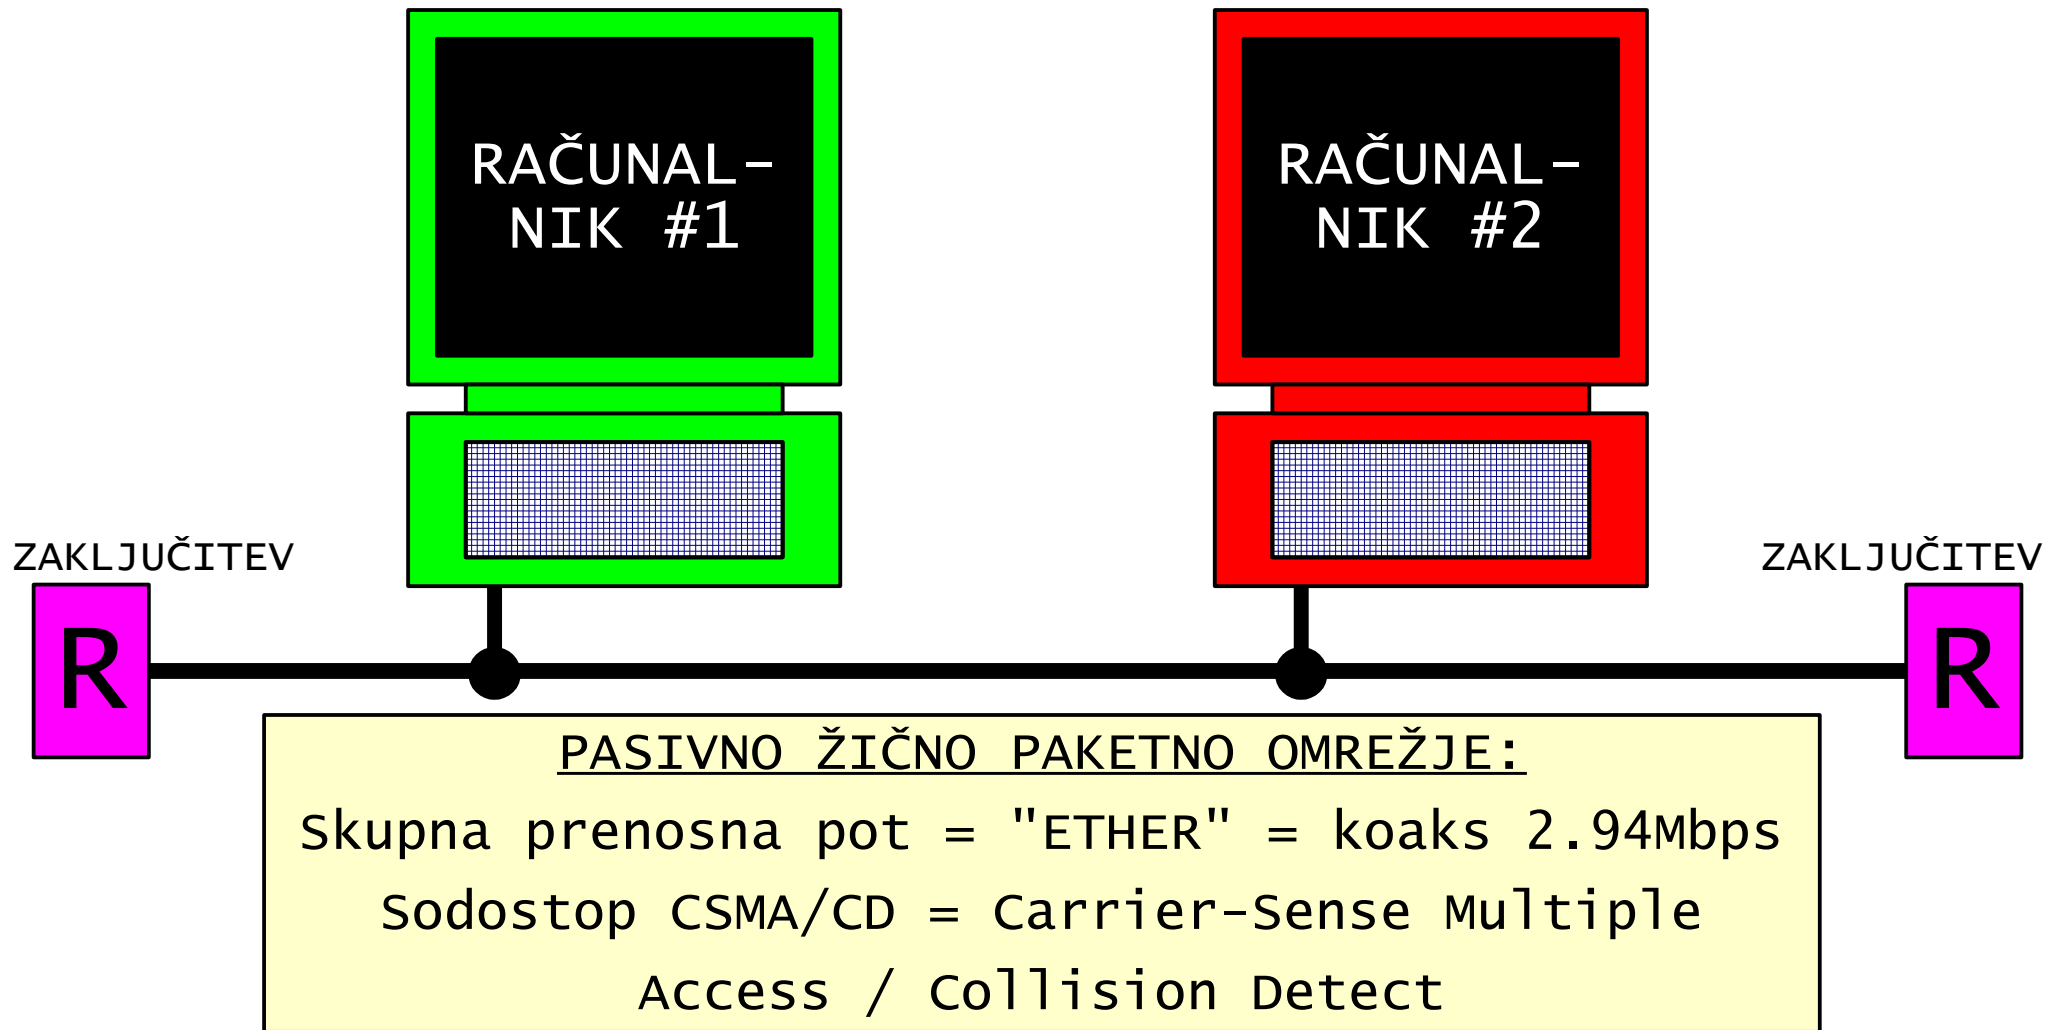 RAČUNAL-
NIK #1
RAČUNAL-
NIK #2
ZAKLJUČITEV
ZAKLJUČITEV
R
R
PASIVNO ŽIČNO PAKETNO OMREŽJE:
Skupna prenosna pot = "ETHER" = koaks 2.94Mbps
Sodostop CSMA/CD = Carrier-Sense Multiple
Access / Collision Detect